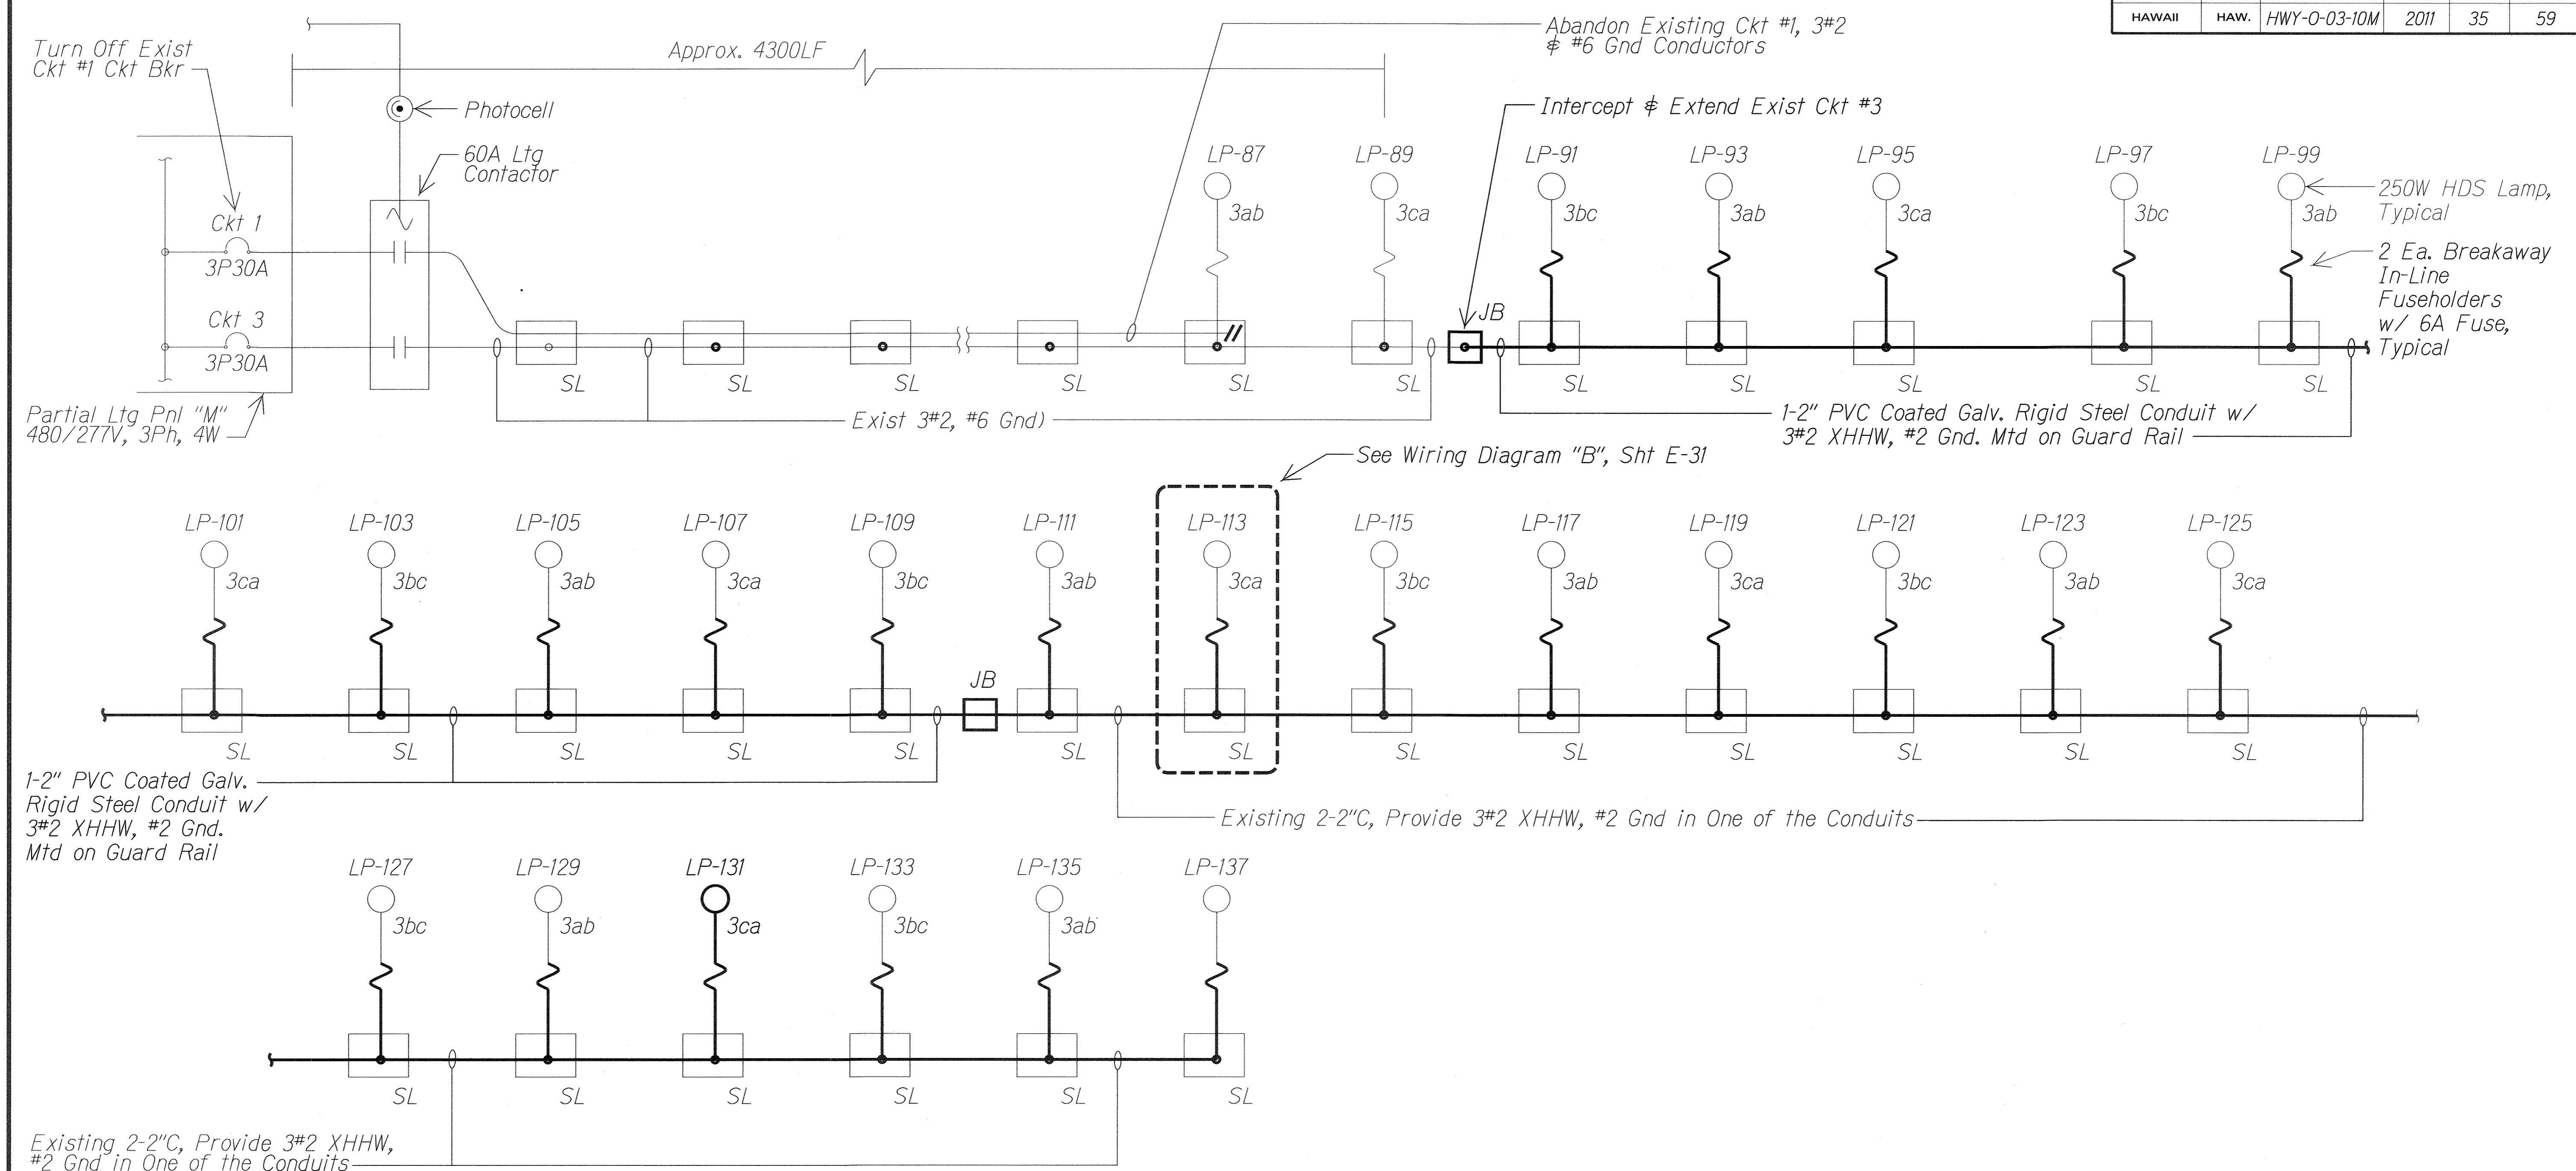 HAWAII HAW. HWY-O-03-10M 2011 35 59
Turn Off Exist
Ckt #1 Ckt Bkr
Approx. 4300LF
Abandon Existing Ckt #1, 3#2
& #6 Gnd Conductors
Photocell
Intercept & Extend Exist Ckt #3
60A Ltg
Contactor
LP-87 LP-89 LP-91 LP-93 LP-95 LP-97 LP-99
250W HDS Lamp,
Typical
3ab 3ca 3bc 3ab 3ca 3bc 3ab
Ckt 1
3P30A
2 Ea. Breakaway
In-Line
Fuseholders
w/ 6A Fuse,
Typical
Ckt 3
3P30A
JB
SL SL SL SL SL SL SL SL SL SL SL
Partial Ltg Pnl "M"
480/277V, 3Ph, 4W
Exist 3#2, #6 Gnd)
1-2" PVC Coated Galv. Rigid Steel Conduit w/
3#2 XHHW, #2 Gnd. Mtd on Guard Rail
See Wiring Diagram "B", Sht E-31
LP-101 LP-103 LP-105 LP-107 LP-109 LP-111 LP-113 LP-115 LP-117 LP-119 LP-121 LP-123 LP-125
3ca 3bc 3ab 3ca 3bc 3ab 3ca 3bc 3ab 3ca 3bc 3ab 3ca
JB
SL SL SL SL SL SL SL SL SL SL SL SL SL
1-2" PVC Coated Galv.
Rigid Steel Conduit w/
3#2 XHHW, #2 Gnd.
Mtd on Guard Rail
Existing 2-2"C, Provide 3#2 XHHW, #2 Gnd in One of the Conduits
LP-127 LP-129 LP-131 LP-133 LP-135 LP-137
3bc 3ab 3ca 3bc 3ab
SL SL SL SL SL SL
Existing 2-2"C, Provide 3#2 XHHW,
#2 Gnd in One of the Conduits